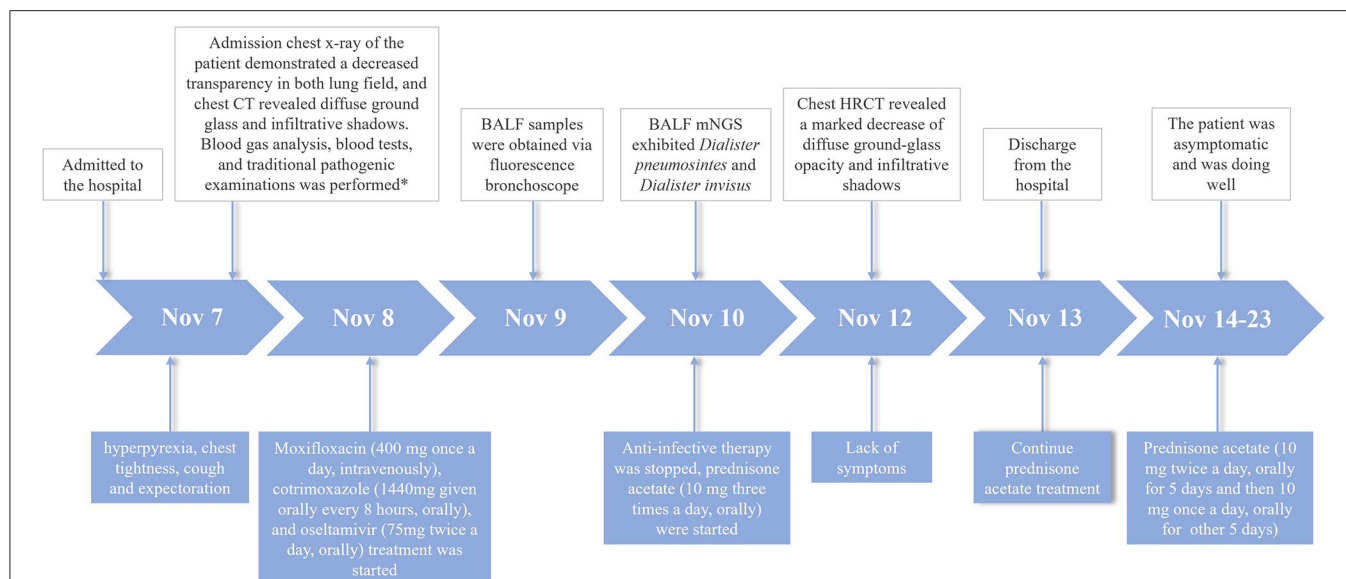 Admitted to
the hospital
Admission chest x-ray of the
patient demonstrated a decreased
transparency in both lung field, and
chest CT revealed diffuse ground
glass and infiltrative shadows.
Blood gas analysis, blood tests,
and traditional pathogenic
examinations was performed*
BALF samples
were obtained via
fluorescence
bronchoscope
BALF mNGS
exhibited Dialister
pneumosintes and
Dialister invisus
Chest HRCT revealed
a marked decrease of
diffuse ground-glass
opacity and infiltrative
shadows
Discharge
from the
hospital
The patient was
asymptomatic
and was doing
well
Nov 7
Nov 8
Nov 9
Nov 10
Nov 12
Nov 13
Nov 14-23
hyperpyrexia, chest
tightness, cough
and expectoration
Moxifloxacin (400 mg once a
day, intravenously),
cotrimoxazole (1440mg given
orally every 8 hours, orally),
and oseltamivir (75mg twice a
day, orally) treatment was
started
Anti-infective therapy
was stopped, prednisone
acetate (10 mg three
times a day, orally)
were started
Lack of
symptoms
Continue
prednisone
acetate treatment
Prednisone acetate (10
mg twice a day, orally
for 5 days and then 10
mg once a day, orally
for other 5 days)